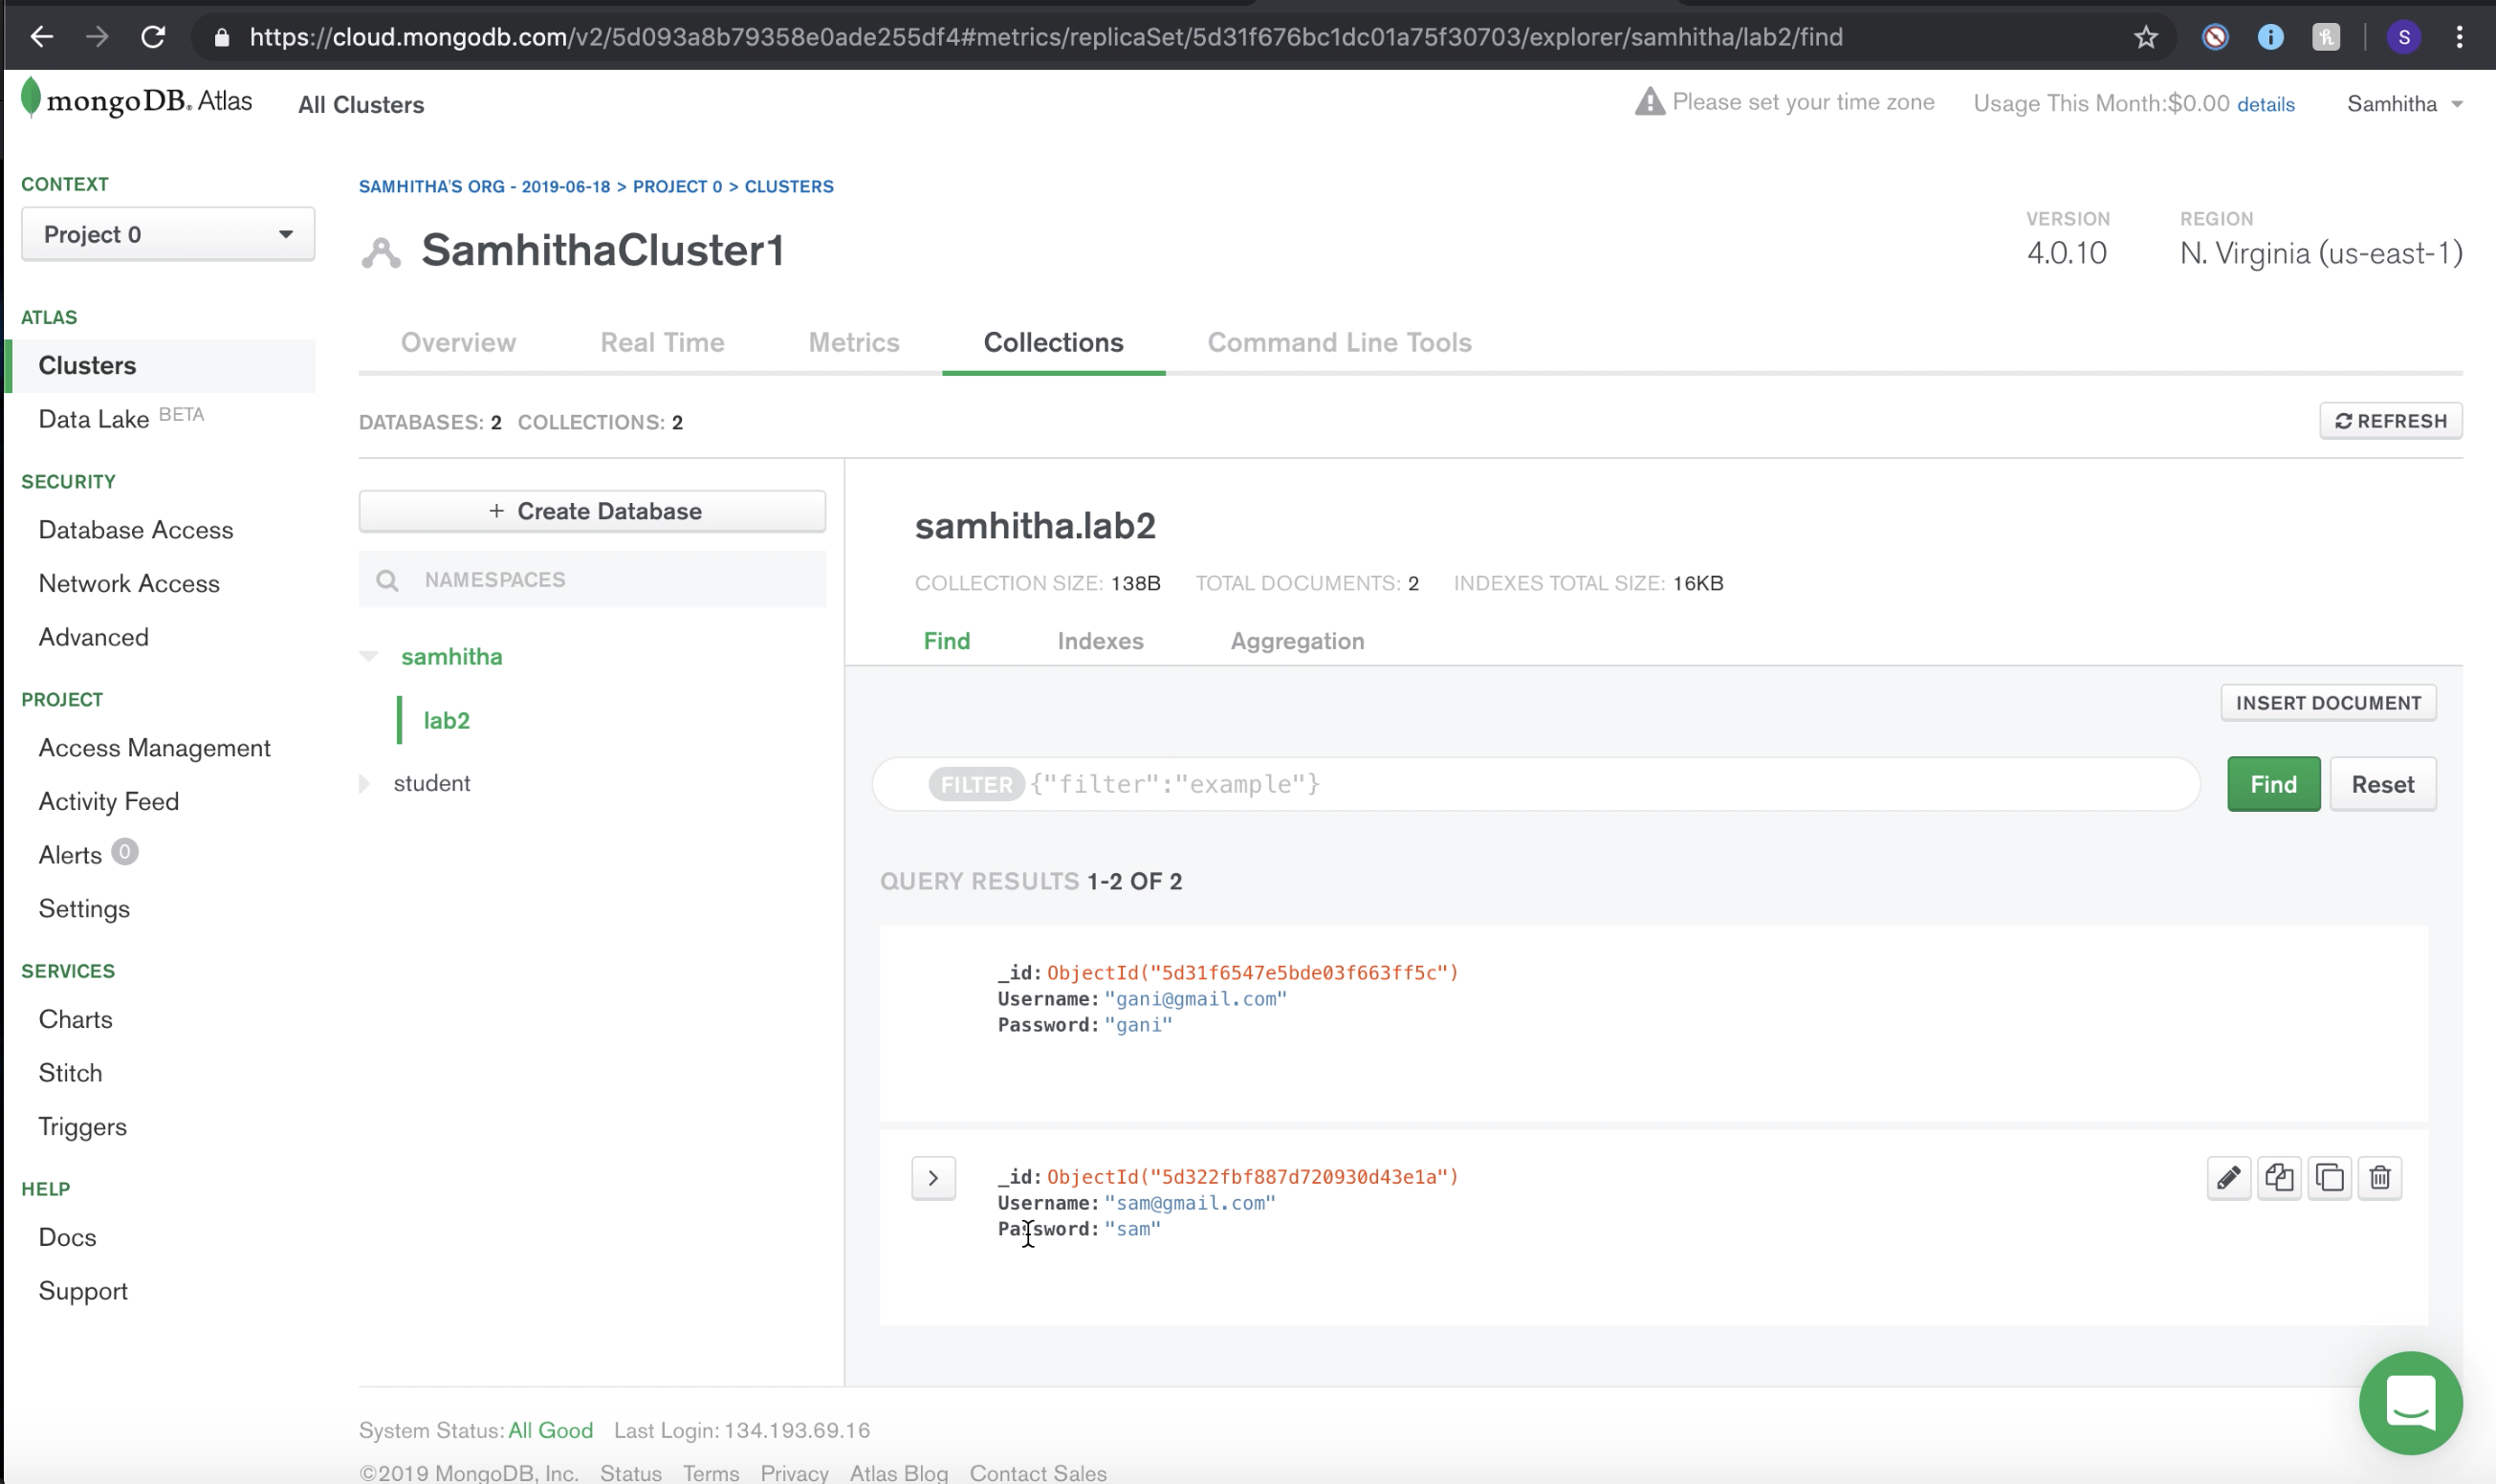 https://cloud.mongodb.com/v2/5d093a8b79358e0ade255df4#metrics/replicaSet/5d31f676bc1dc01a75f30703/explorer/samhitha/lab2/find
S
mongoDB. Atlas
All Clusters
Please set your time zone
Usage This Month:$0.00 details
Samhitha
CONTEXT
Project 0
ATLAS
Clusters
Data Lake BETA
SECURITY
Database Access
Network Access
Advanced
PROJECT
Access Management
Activity Feed
Alerts 0
Settings
SERVICES
Charts
Stitch
Triggers
HELP
Docs
Support
SAMHITHA'S ORG - 2019-06-18 > PROJECT 0 > CLUSTERS
SamhithaCluster1
VERSION
4.0.10
REGION
N. Virginia (us-east-1)
Overview
Real Time
Metrics
Collections
Command Line Tools
DATABASES: 2 COLLECTIONS: 2
REFRESH
+ Create Database
NAMESPACES
samhitha
lab2
student
samhitha.lab2
COLLECTION SIZE: 138B TOTAL DOCUMENTS: 2 INDEXES TOTAL SIZE: 16KB
Find
Indexes
Aggregation
INSERT DOCUMENT
FILTER {"filter":"example"}
Find
Reset
QUERY RESULTS 1-2 OF 2
_id: ObjectId("5d31f6547e5bde03f663ff5c")
Username: "gani@gmail.com"
Password: "gani"
_id: ObjectId("5d322fbf887d720930d43e1a")
Username: "sam@gmail.com"
Password: "sam"
System Status: All Good Last Login: 134.193.69.16
©2019 MongoDB, Inc. Status Terms Privacy Atlas Blog Contact Sales